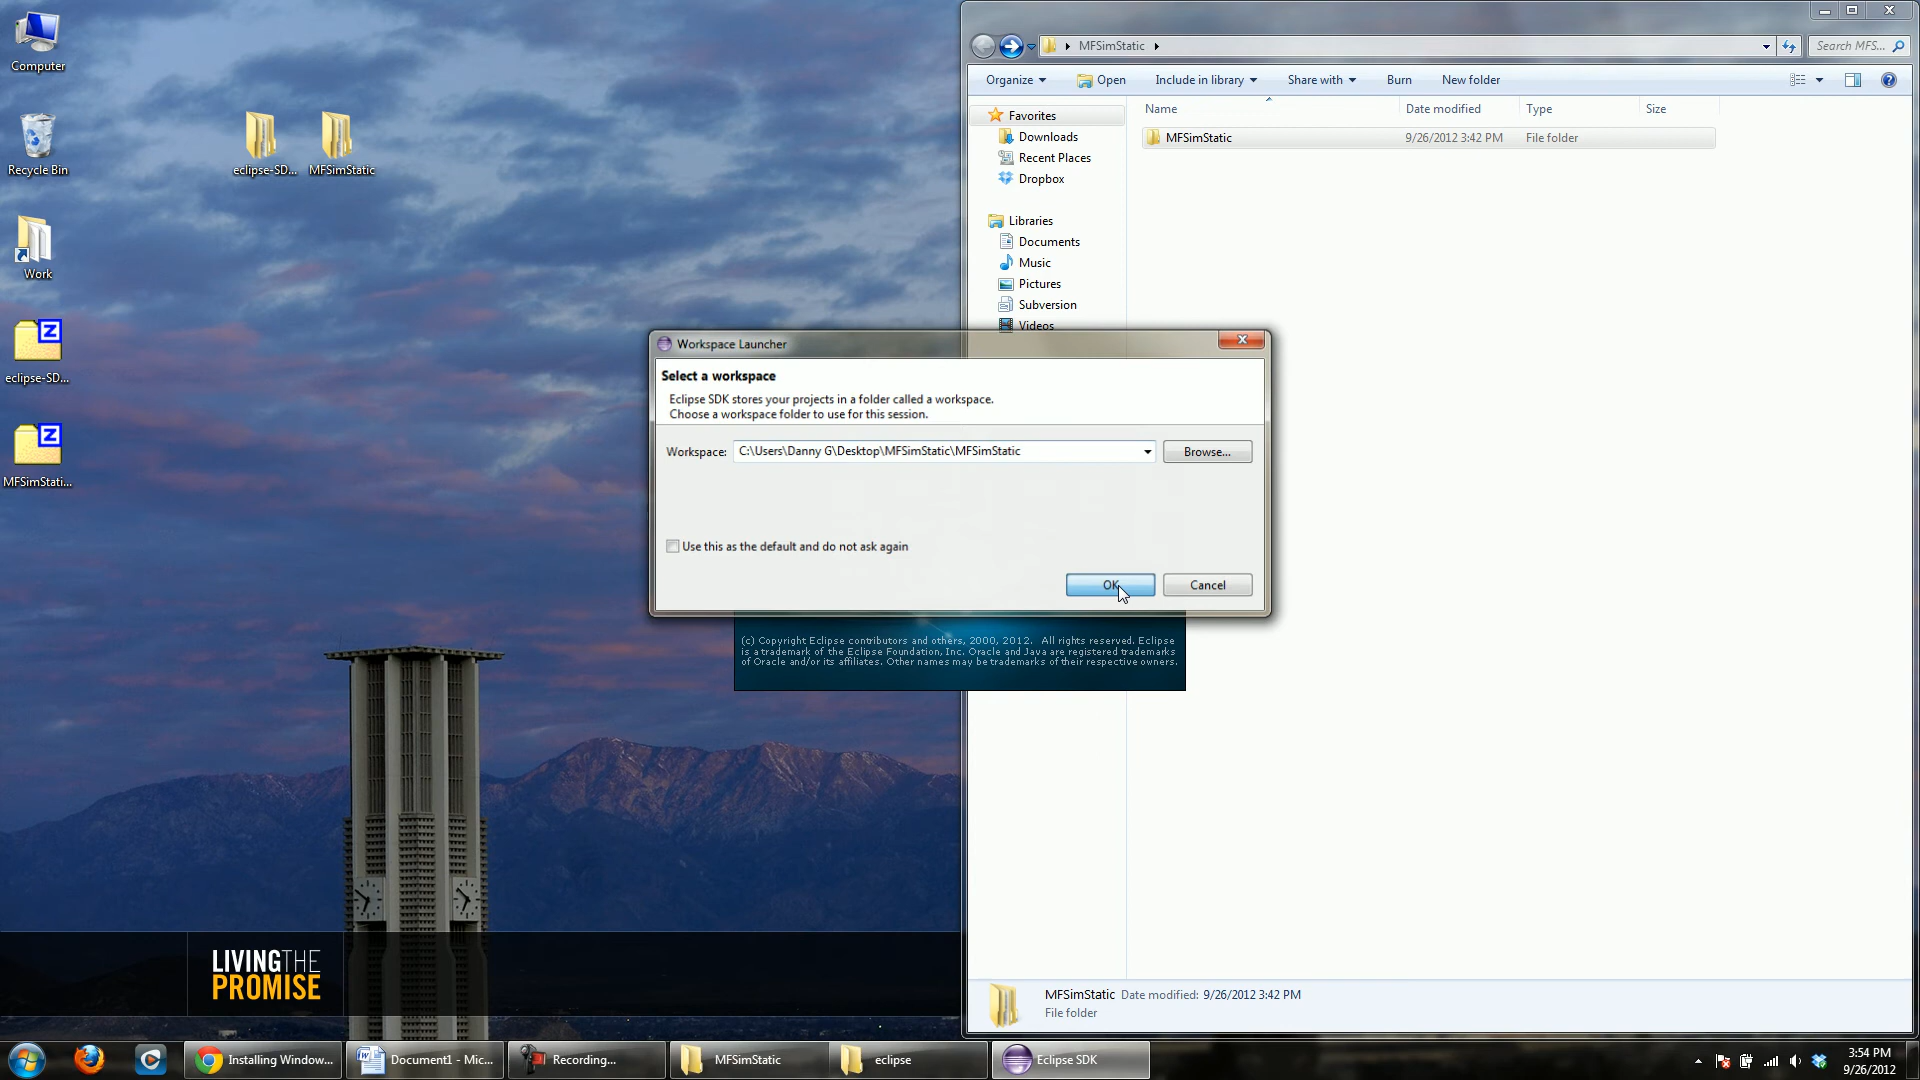 Computer
Recycle Bin
eclipse-SD...
MFSimStatic
Work
eclipse-SD...
MFSimStati...
LIVINGTHE
PROMISE
MFSimStatic
Search MFS...
Organize
Open
Include in library
Share with
Burn
New folder
Name
Date modified
Type
Size
Favorites
Downloads
Recent Places
Dropbox
Libraries
Documents
Music
Pictures
Subversion
Videos
MFSimStatic
9/26/2012 3:42 PM
File folder
Workspace Launcher
Select a workspace
Eclipse SDK stores your projects in a folder called a workspace.
Choose a workspace folder to use for this session.
Workspace:
C:\Users\Danny G\Desktop\MFSimStatic\MFSimStatic
Browse...
Use this as the default and do not ask again
OK
Cancel
(c) Copyright Eclipse contributors and others, 2000, 2012. All rights reserved. Eclipse
is a trademark of the Eclipse Foundation, Inc. Oracle and Java are registered trademarks
of Oracle and/or its affiliates. Other names may be trademarks of their respective owners.
MFSimStatic Date modified: 9/26/2012 3:42 PM
File folder
Installing Window...
Document1 - Mic...
Recording...
MFSimStatic
eclipse
Eclipse SDK
3:54 PM
9/26/2012